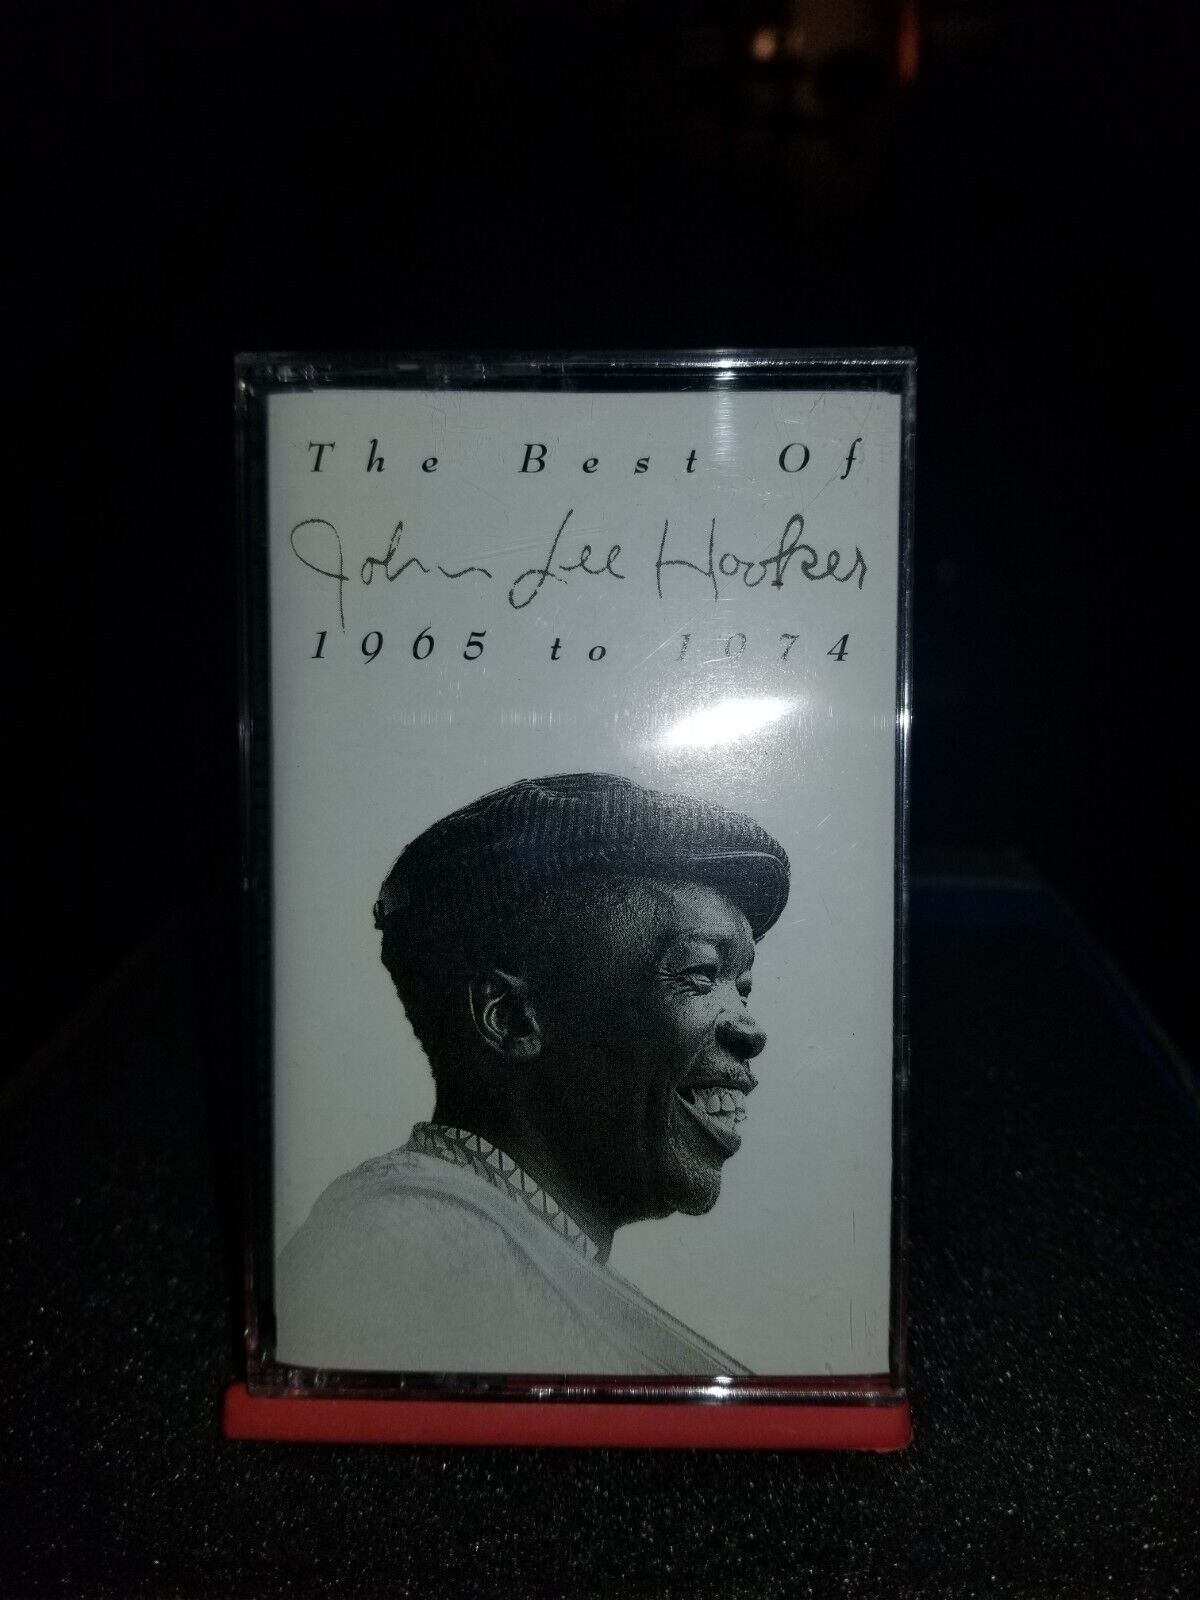 The Best Of
John Lee Hooker
1965 to 1974